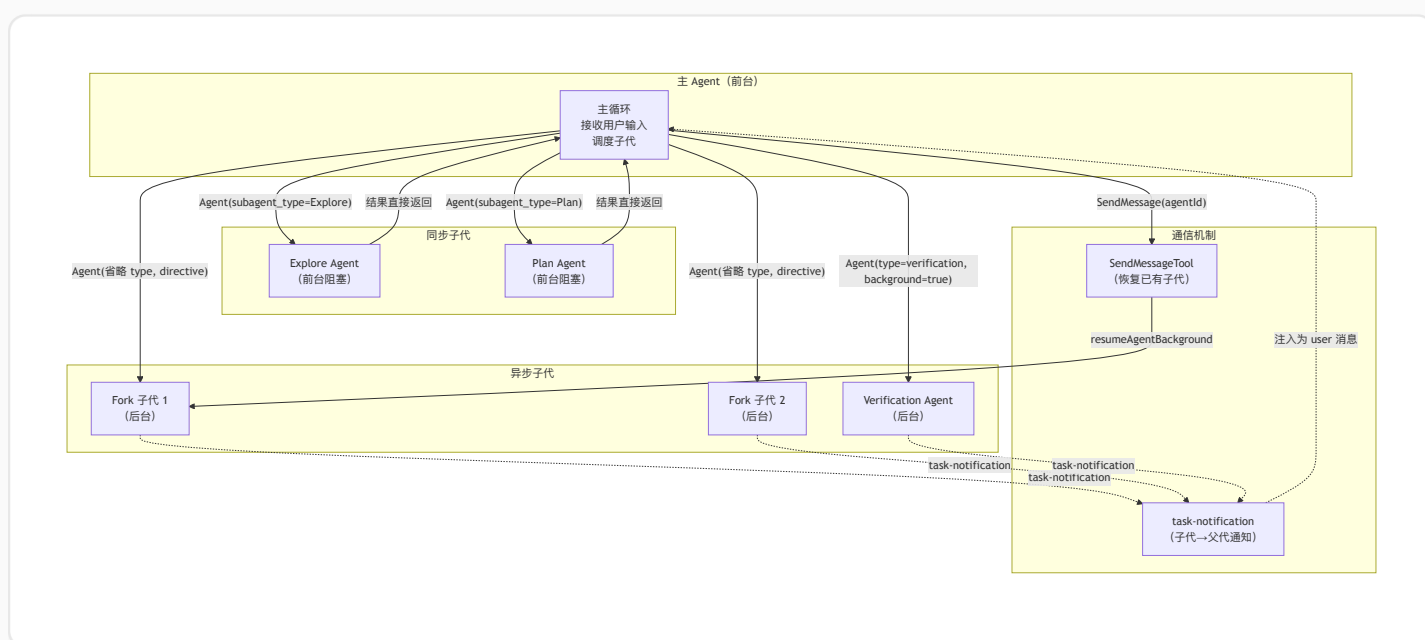 主 Agent（前台）
主循环
接收用户输入
调度子代
Agent(subagent_type=Explore)
结果直接返回
Agent(subagent_type=Plan)
结果直接返回
SendMessage(agentId)
同步子代
通信机制
Explore Agent
（前台阻塞）
Plan Agent
（前台阻塞）
Agent(省略 type, directive)
Agent(省略 type, directive)
Agent(type=verification,
background=true)
SendMessageTool
（恢复已有子代）
resumeAgentBackground
注入为 user 消息
异步子代
Fork 子代 1
（后台）
Fork 子代 2
（后台）
Verification Agent
（后台）
task-notification
task-notification
task-notification
task-notification
（子代→父代通知）